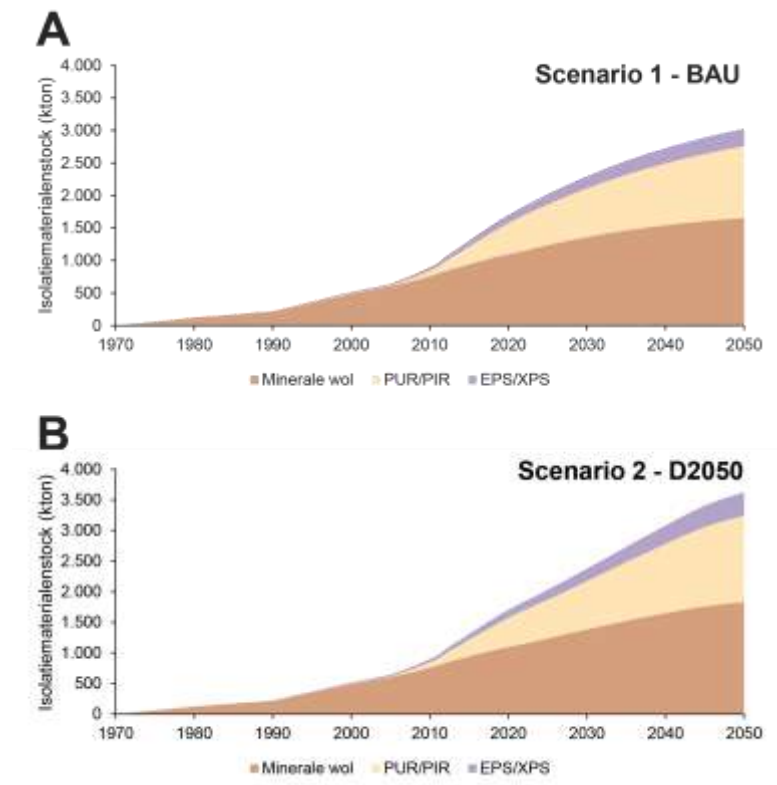 A
Scenario 1 - BAU
Isolatiematerialenstock (kton)
4.000
3.500
3.000
2.500
2.000
1.500
1.000
500
0
1970 1980 1990 2000 2010 2020 2030 2040 2050
Minerale wol PUR/PIR EPS/XPS
B
Scenario 2 - D2050
Isolatiematerialenstock (kton)
4.000
3.500
3.000
2.500
2.000
1.500
1.000
500
0
1970 1980 1990 2000 2010 2020 2030 2040 2050
Minerale wol PUR/PIR EPS/XPS